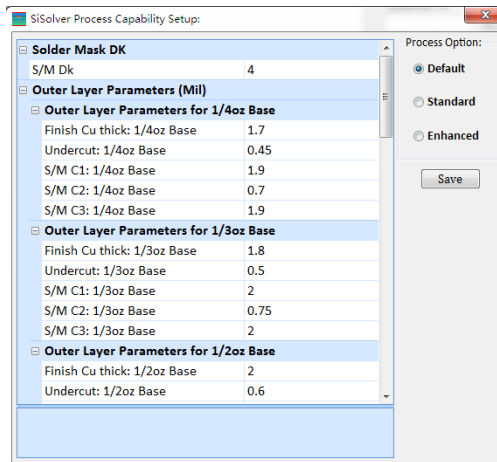 SiSolver Process Capability Setup:
Solder Mask DK
S/M Dk 4
Outer Layer Parameters (Mil)
Outer Layer Parameters for 1/4oz Base
Finish Cu thick: 1/4oz Base 1.7
Undercut: 1/4oz Base 0.45
S/M C1: 1/4oz Base 1.9
S/M C2: 1/4oz Base 0.7
S/M C3: 1/4oz Base 1.9
Outer Layer Parameters for 1/3oz Base
Finish Cu thick: 1/3oz Base 1.8
Undercut: 1/3oz Base 0.5
S/M C1: 1/3oz Base 2
S/M C2: 1/3oz Base 0.75
S/M C3: 1/3oz Base 2
Outer Layer Parameters for 1/2oz Base
Finish Cu thick: 1/2oz Base 2
Undercut: 1/2oz Base 0.6
Process Option:
Default
Standard
Enhanced
Save